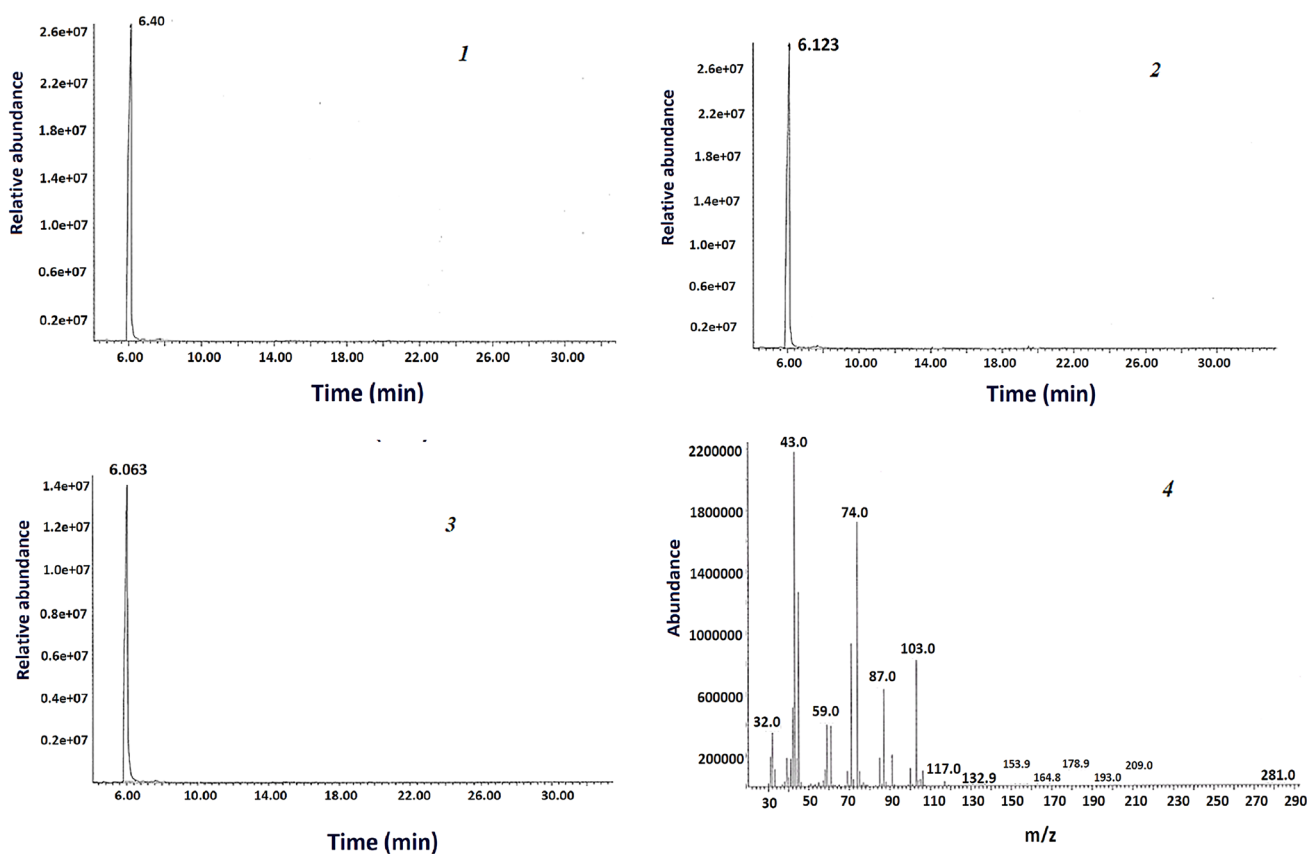 6.40
1
2.6e+07
2.2e+07
1.8e+07
1.4e+07
1.0e+07
0.6e+07
0.2e+07
Relative abundance
6.00 10.00 14.00 18.00 22.00 26.00 30.00
Time (min)
6.123
2
2.6e+07
2.2e+07
1.8e+07
1.4e+07
1.0e+07
0.6e+07
0.2e+07
Relative abundance
6.00 10.00 14.00 18.00 22.00 26.00 30.00
Time (min)
6.063
3
1.4e+07
1.2e+07
1.0e+07
0.8e+07
0.6e+07
0.4e+07
0.2e+07
Relative abundance
6.00 10.00 14.00 18.00 22.00 26.00 30.00
Time (min)
43.0
4
74.0
103.0
87.0
59.0
32.0
117.0
132.9
153.9
164.8
178.9
193.0
209.0
281.0
2200000
1800000
1400000
1000000
600000
200000
Abundance
30 50 70 90 110 130 150 170 190 210 230 250 270 290
m/z